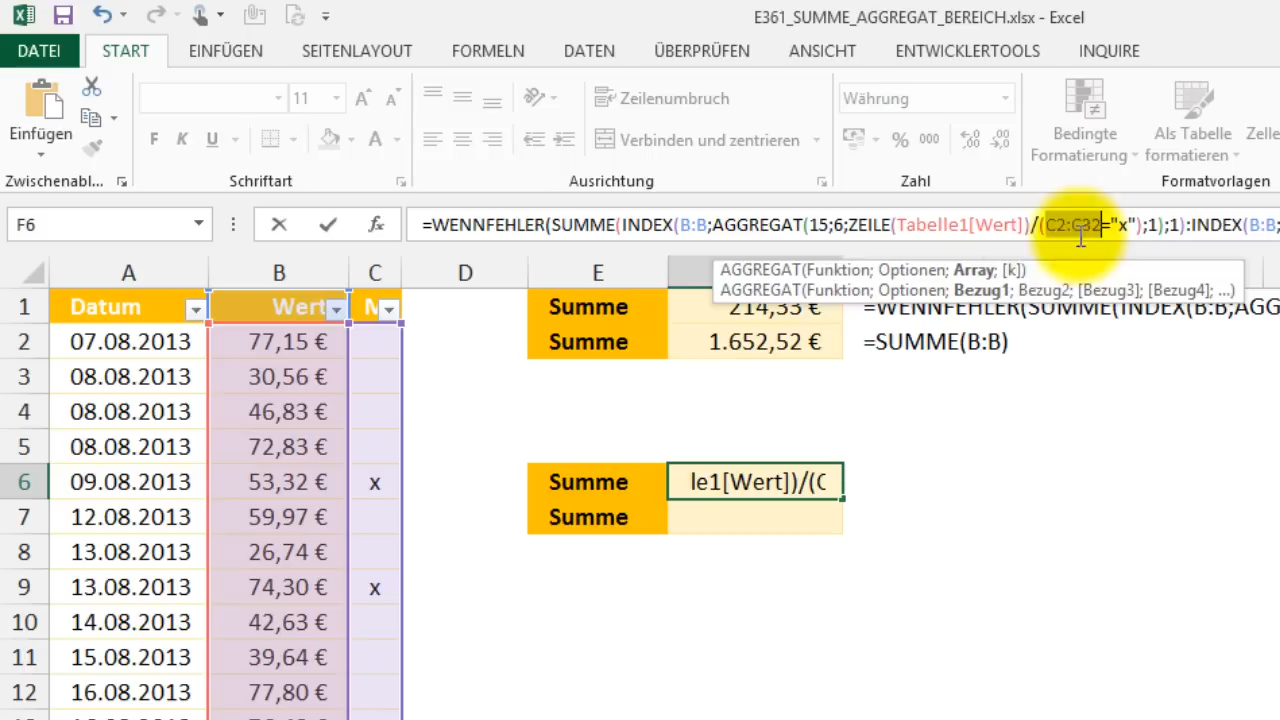 E361_SUMME_AGGREGAT_BEREICH.xlsx - Excel
DATEI START EINFÜGEN SEITENLAYOUT FORMELN DATEN ÜBERPRÜFEN ANSICHT ENTWICKLERTOOLS INQUIRE
11 Zeilenumbruch Währung
Einfügen F K U Verbinden und zentrieren % 000 Bedingte Als Tabelle Zelle
Formatierung formatieren
Zwischenabl... Schriftart Ausrichtung Zahl Formatvorlagen
F6 =WENNFEHLER(SUMME(INDEX(B:B;AGGREGAT(15;6;ZEILE(Tabelle1[Wert])/(C2:C32="x");1);1):INDEX(B:B;
AGGREGAT(Funktion; Optionen; Array; [k])
AGGREGAT(Funktion; Optionen; Bezug1; Bezug2; [Bezug3]; [Bezug4]; ...)
A B C D E
1 Datum Wert M Summe 214,33 € =WENNFEHLER(SUMME(INDEX(B:B;AGG
2 07.08.2013 77,15 € Summe 1.652,52 € =SUMME(B:B)
3 08.08.2013 30,56 €
4 08.08.2013 46,83 €
5 08.08.2013 72,83 €
6 09.08.2013 53,32 € x Summe le1[Wert])/(C
7 12.08.2013 59,97 € Summe
8 13.08.2013 26,74 €
9 13.08.2013 74,30 € x
10 14.08.2013 42,63 €
11 15.08.2013 39,64 €
12 16.08.2013 77,80 €